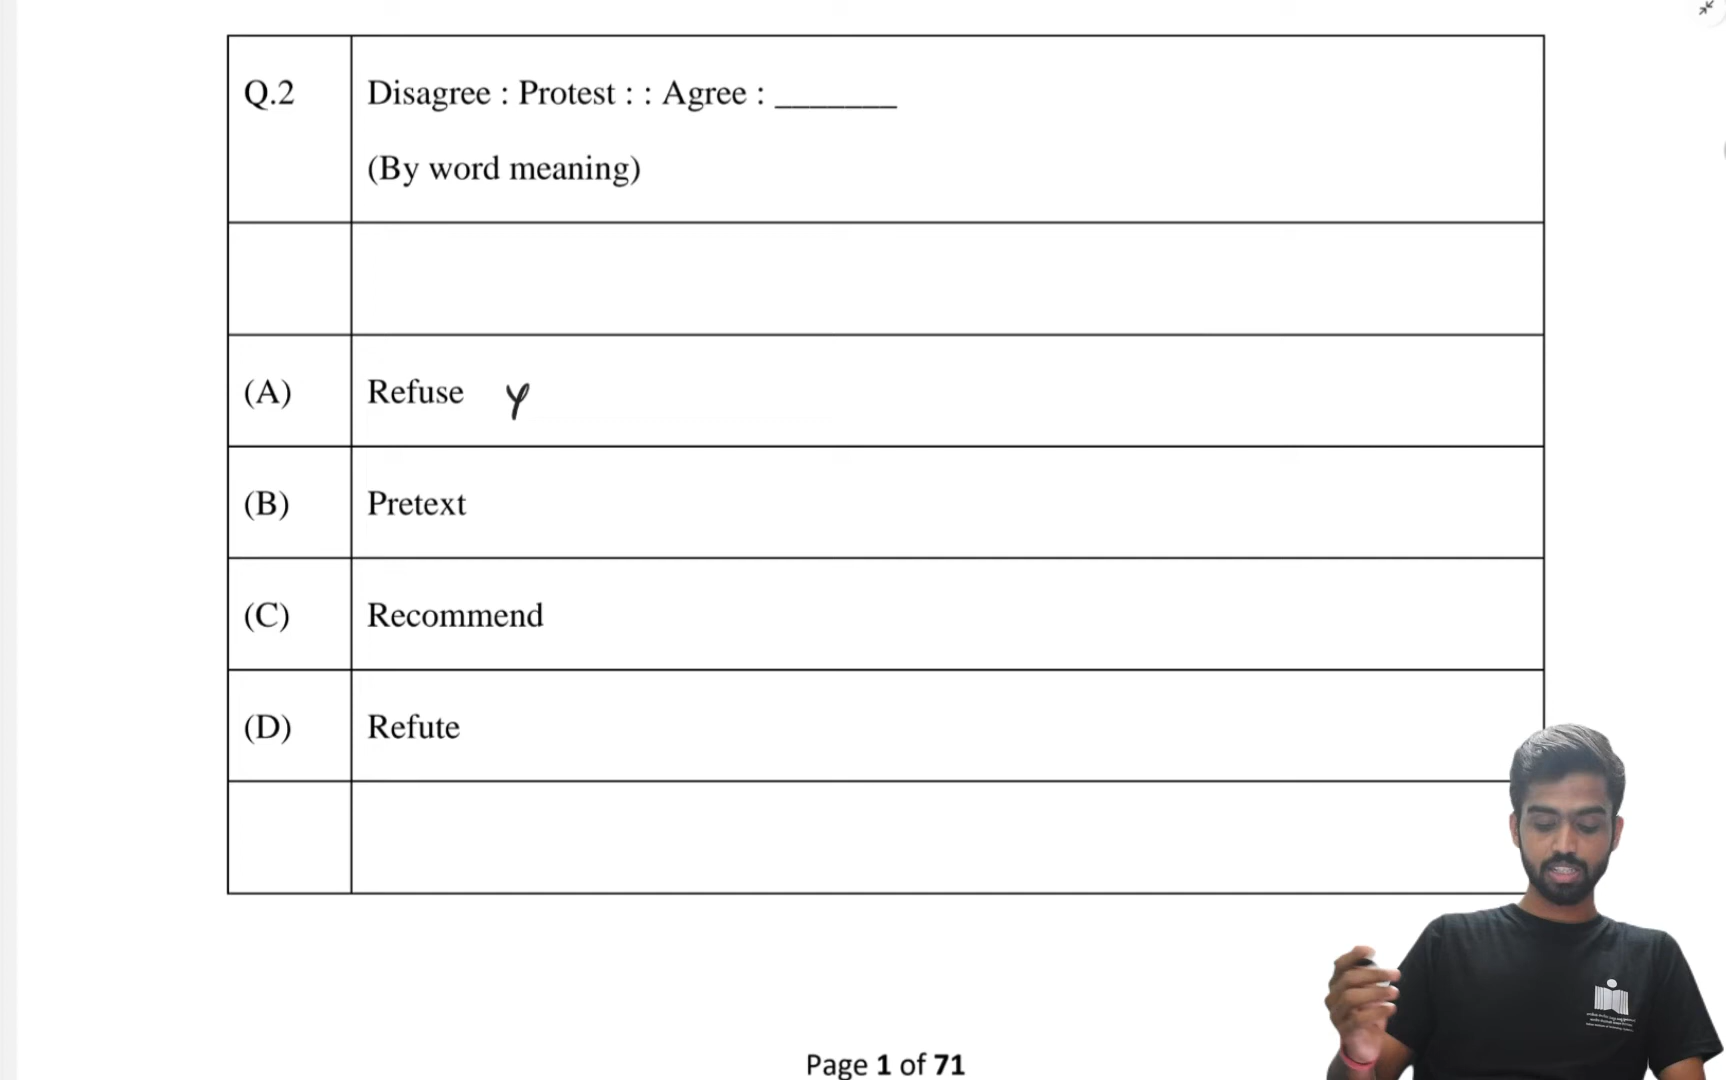 Q.2 Disagree : Protest : : Agree : _______
(By word meaning)
(A) Refuse
(B) Pretext
(C) Recommend
(D) Refute
Page 1 of 71